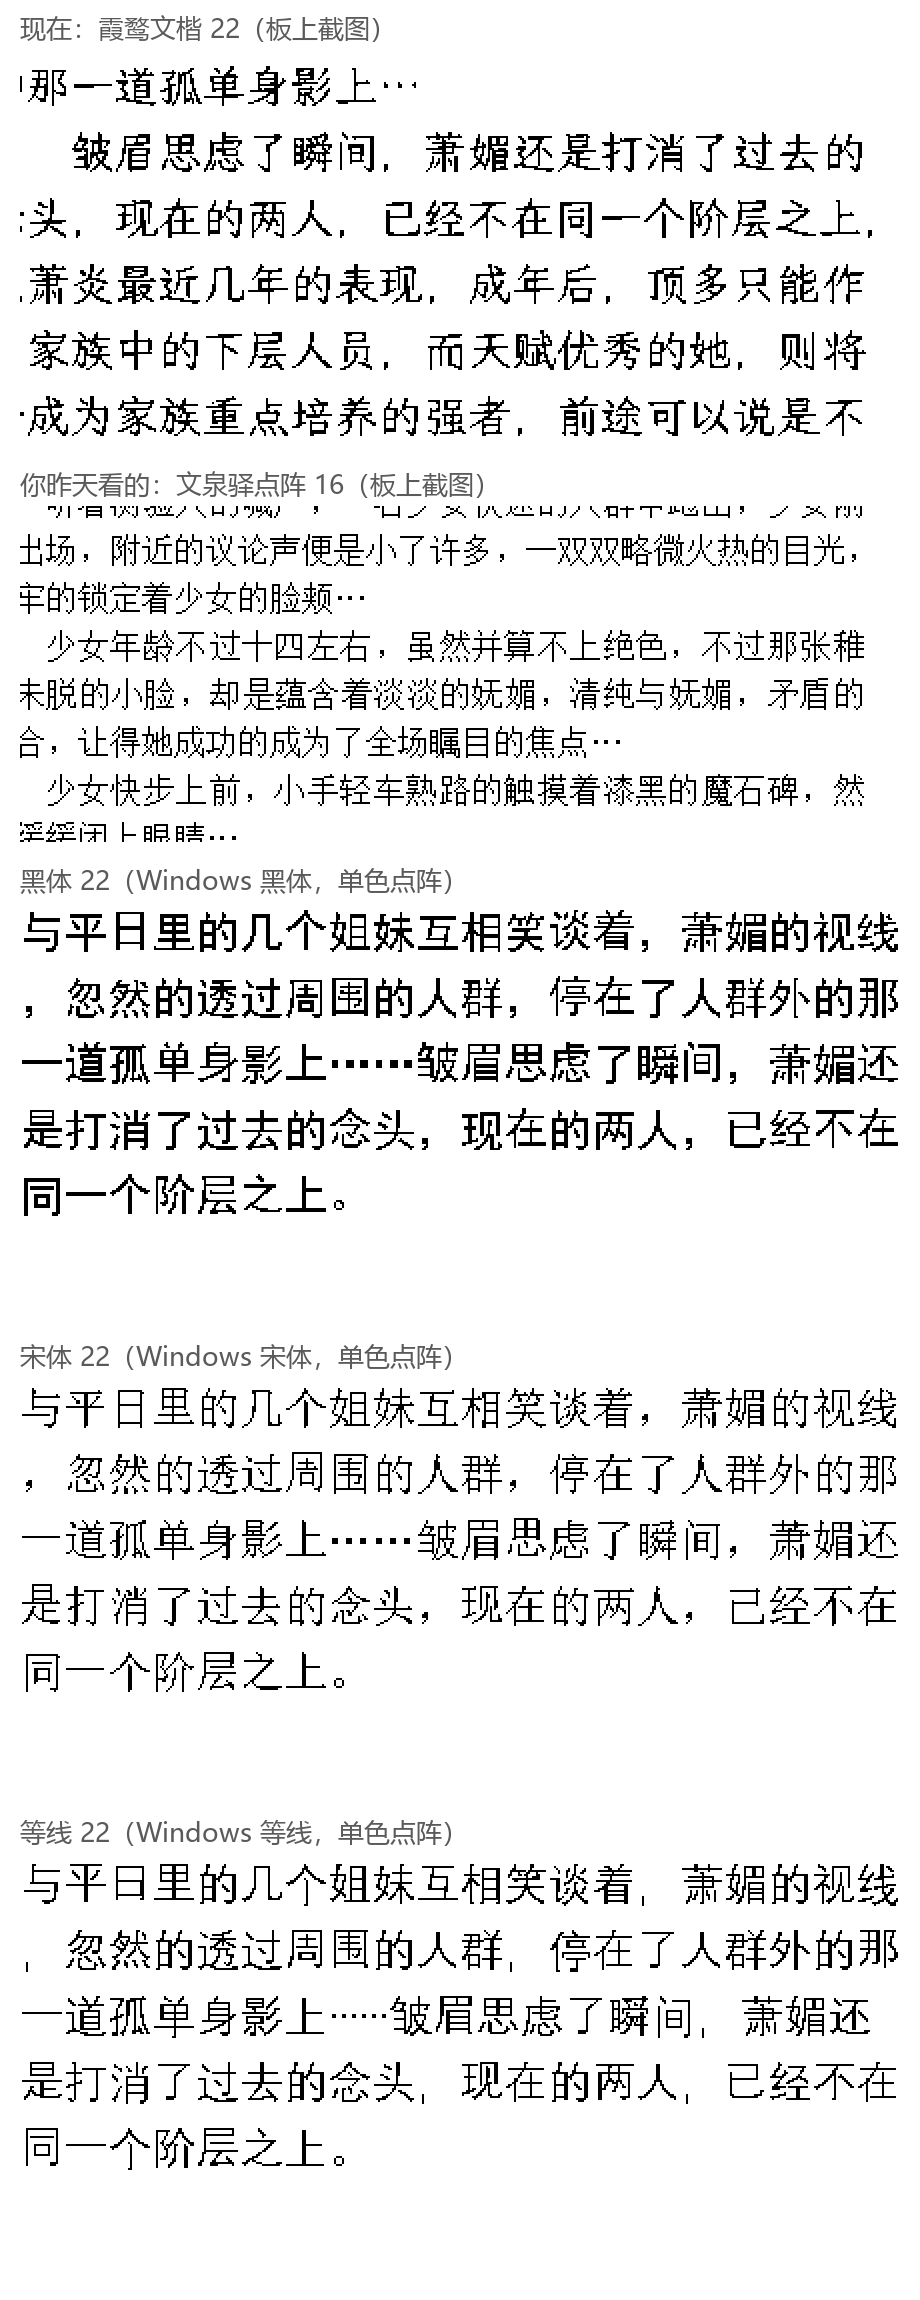 现在：霞鹜文楷 22（板上截图）
那一道孤单身影上…
皱眉思虑了瞬间，萧媚还是打消了过去的
头，现在的两人，已经不在同一个阶层之上，
萧炎最近几年的表现，成年后，顶多只能作
家族中的下层人员，而天赋优秀的她，则将
成为家族重点培养的强者，前途可以说是不
你昨天看的：文泉驿点阵 16（板上截图）
出场，附近的议论声便是小了许多，一双双略微火热的目光，
牢的锁定着少女的脸颊…
少女年龄不过十四左右，虽然并算不上绝色，不过那张稚
未脱的小脸，却是蕴含着淡淡的妩媚，清纯与妩媚，矛盾的
合，让得她成功的成为了全场瞩目的焦点…
少女快步上前，小手轻车熟路的触摸着漆黑的魔石碑，然
缓缓闭上眼睛…
黑体 22（Windows 黑体，单色点阵）
与平日里的几个姐妹互相笑谈着，萧媚的视线
，忽然的透过周围的人群，停在了人群外的那
一道孤单身影上……皱眉思虑了瞬间，萧媚还
是打消了过去的念头，现在的两人，已经不在
同一个阶层之上。
宋体 22（Windows 宋体，单色点阵）
与平日里的几个姐妹互相笑谈着，萧媚的视线
，忽然的透过周围的人群，停在了人群外的那
一道孤单身影上……皱眉思虑了瞬间，萧媚还
是打消了过去的念头，现在的两人，已经不在
同一个阶层之上。
等线 22（Windows 等线，单色点阵）
与平日里的几个姐妹互相笑谈着，萧媚的视线
，忽然的透过周围的人群，停在了人群外的那
一道孤单身影上……皱眉思虑了瞬间，萧媚还
是打消了过去的念头，现在的两人，已经不在
同一个阶层之上。